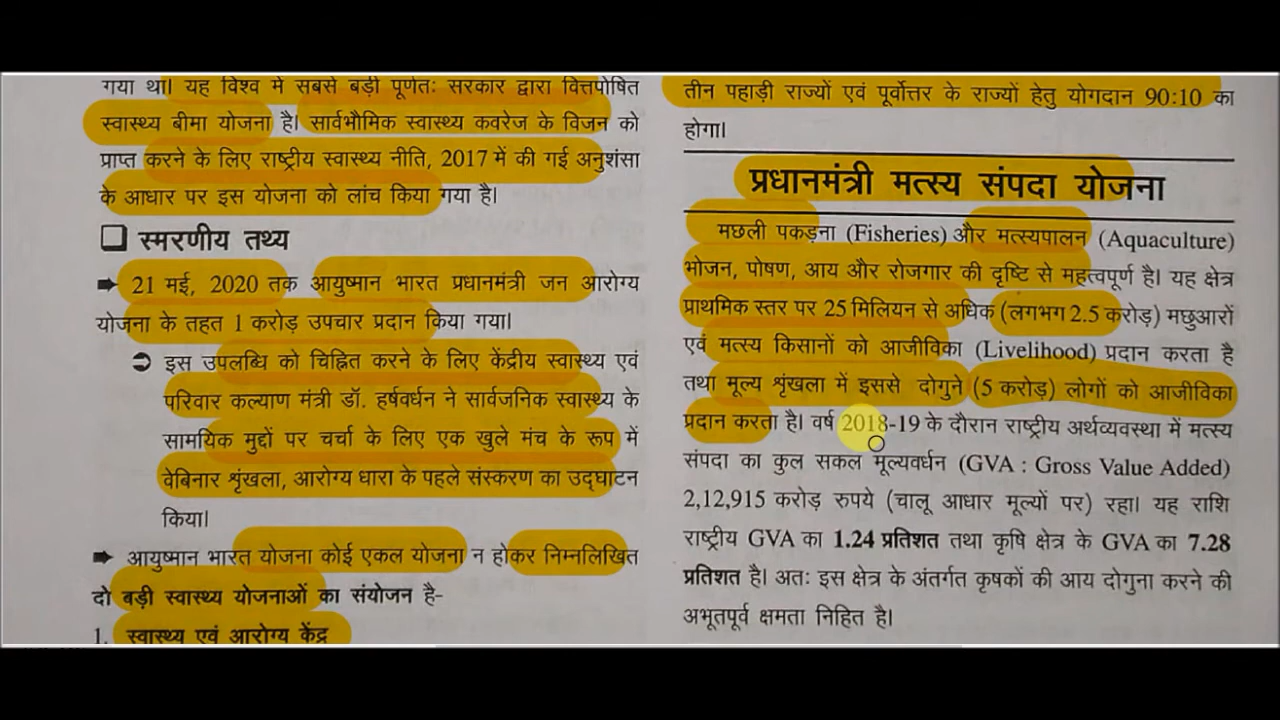 गया था। यह विश्व में सबसे बड़ी पूर्णतः सरकार द्वारा वित्तपोषित
स्वास्थ्य बीमा योजना है। सार्वभौमिक स्वास्थ्य कवरेज के विजन को
प्राप्त करने के लिए राष्ट्रीय स्वास्थ्य नीति, 2017 में की गई अनुशंसा
के आधार पर इस योजना को लांच किया गया है।
❑ स्मरणीय तथ्य
➡ 21 मई, 2020 तक आयुष्मान भारत प्रधानमंत्री जन आरोग्य
योजना के तहत 1 करोड़ उपचार प्रदान किया गया।
➲ इस उपलब्धि को चिह्नित करने के लिए केंद्रीय स्वास्थ्य एवं
परिवार कल्याण मंत्री डॉ. हर्षवर्धन ने सार्वजनिक स्वास्थ्य के
सामयिक मुद्दों पर चर्चा के लिए एक खुले मंच के रूप में
वेबिनार शृंखला, आरोग्य धारा के पहले संस्करण का उद्घाटन
किया।
➡ आयुष्मान भारत योजना कोई एकल योजना न होकर निम्नलिखित
दो बड़ी स्वास्थ्य योजनाओं का संयोजन है-
1. स्वास्थ्य एवं आरोग्य केंद्र
तीन पहाड़ी राज्यों एवं पूर्वोत्तर के राज्यों हेतु योगदान 90:10 का
होगा।
प्रधानमंत्री मत्स्य संपदा योजना
मछली पकड़ना (Fisheries) और मत्स्यपालन (Aquaculture)
भोजन, पोषण, आय और रोजगार की दृष्टि से महत्वपूर्ण है। यह क्षेत्र
प्राथमिक स्तर पर 25 मिलियन से अधिक (लगभग 2.5 करोड़) मछुआरों
एवं मत्स्य किसानों को आजीविका (Livelihood) प्रदान करता है
तथा मूल्य शृंखला में इससे दोगुने (5 करोड़) लोगों को आजीविका
प्रदान करता है। वर्ष 2018-19 के दौरान राष्ट्रीय अर्थव्यवस्था में मत्स्य
संपदा का कुल सकल मूल्यवर्धन (GVA : Gross Value Added)
2,12,915 करोड़ रुपये (चालू आधार मूल्यों पर) रहा। यह राशि
राष्ट्रीय GVA का 1.24 प्रतिशत तथा कृषि क्षेत्र के GVA का 7.28
प्रतिशत है। अतः इस क्षेत्र के अंतर्गत कृषकों की आय दोगुना करने की
अभूतपूर्व क्षमता निहित है।